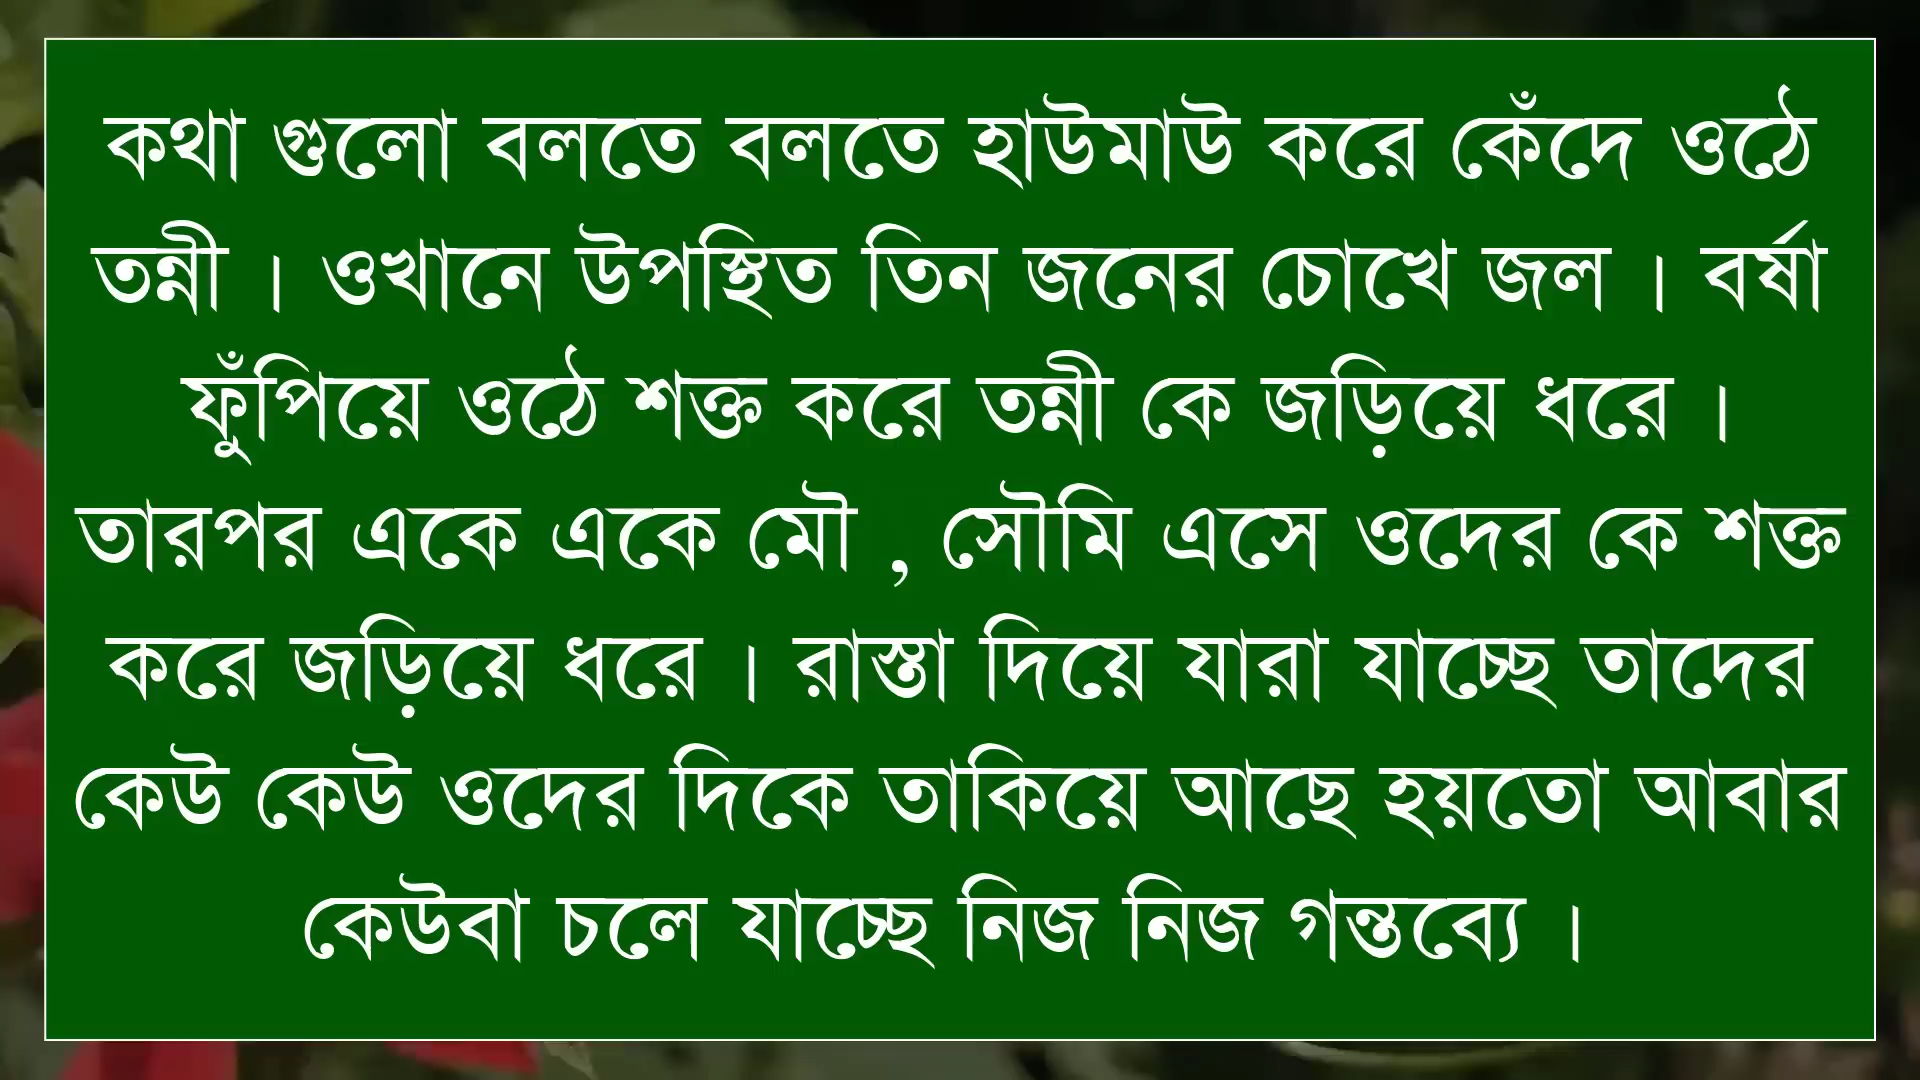 কথা গুলো বলতে বলতে হাউমাউ করে কেঁদে ওঠে
তন্নী । ওখানে উপস্থিত তিন জনের চোখে জল । বর্ষা
ফুঁপিয়ে ওঠে শক্ত করে তন্নী কে জড়িয়ে ধরে ।
তারপর একে একে মৌ , সৌমি এসে ওদের কে শক্ত
করে জড়িয়ে ধরে । রাস্তা দিয়ে যারা যাচ্ছে তাদের
কেউ কেউ ওদের দিকে তাকিয়ে আছে হয়তো আবার
কেউবা চলে যাচ্ছে নিজ নিজ গন্তব্যে ।